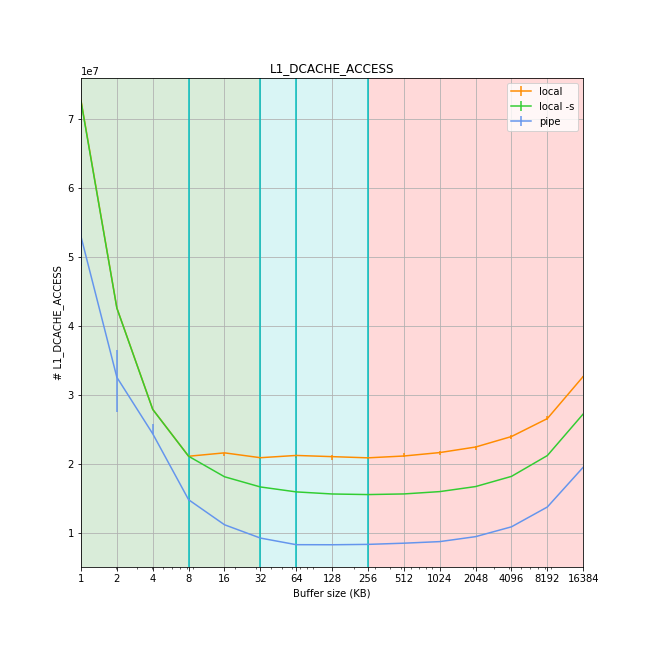 L1_DCACHE_ACCESS
1e7
local
local -s
pipe
7
6
5
4
3
2
1
# L1_DCACHE_ACCESS
1 2 4 8 16 32 64 128 256 512 1024 2048 4096 8192 16384
Buffer size (KB)